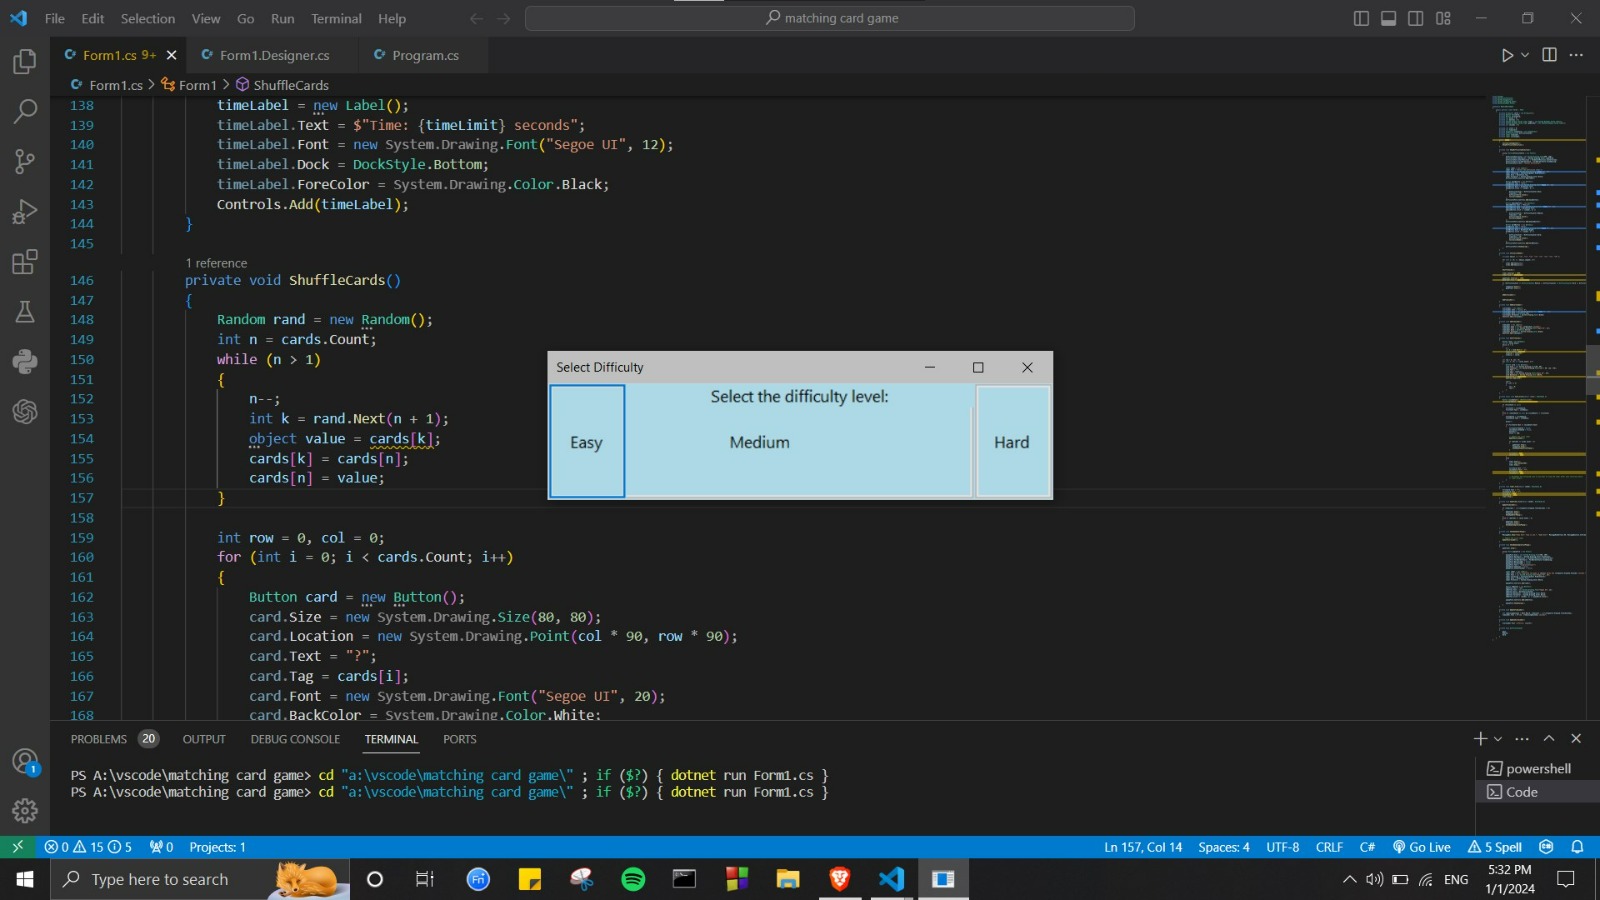 File Edit Selection View Go Run Terminal Help
matching card game
Form1.cs 9+
Form1.Designer.cs
Program.cs
Form1.cs > Form1 > ShuffleCards
138 timeLabel = new Label();
139 timeLabel.Text = $"Time: {timeLimit} seconds";
140 timeLabel.Font = new System.Drawing.Font("Segoe UI", 12);
141 timeLabel.Dock = DockStyle.Bottom;
142 timeLabel.ForeColor = System.Drawing.Color.Black;
143 Controls.Add(timeLabel);
144 }
145
1 reference
146 private void ShuffleCards()
147 {
148 Random rand = new Random();
149 int n = cards.Count;
150 while (n > 1)
151 {
152 n--;
153 int k = rand.Next(n + 1);
154 object value = cards[k];
155 cards[k] = cards[n];
156 cards[n] = value;
157 }
158
159 int row = 0, col = 0;
160 for (int i = 0; i < cards.Count; i++)
161 {
162 Button card = new Button();
163 card.Size = new System.Drawing.Size(80, 80);
164 card.Location = new System.Drawing.Point(col * 90, row * 90);
165 card.Text = "?";
166 card.Tag = cards[i];
167 card.Font = new System.Drawing.Font("Segoe UI", 20);
168 card.BackColor = System.Drawing.Color.White;
Select Difficulty
Select the difficulty level:
Easy
Medium
Hard
PROBLEMS 20 OUTPUT DEBUG CONSOLE TERMINAL PORTS
PS A:\vscode\matching card game> cd "a:\vscode\matching card game\" ; if ($?) { dotnet run Form1.cs }
PS A:\vscode\matching card game> cd "a:\vscode\matching card game\" ; if ($?) { dotnet run Form1.cs }
powershell
Code
1
0 15 5 0 Projects: 1
Ln 157, Col 14 Spaces: 4 UTF-8 CRLF C# Go Live 5 Spell
Type here to search
Fri
ENG
5:32 PM
1/1/2024